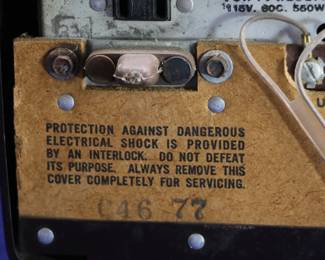 115V. 60C. 550W
PROTECTION AGAINST DANGEROUS
ELECTRICAL SHOCK IS PROVIDED
BY AN INTERLOCK. DO NOT DEFEAT
ITS PURPOSE. ALWAYS REMOVE THIS
COVER COMPLETELY FOR SERVICING.
C46 77